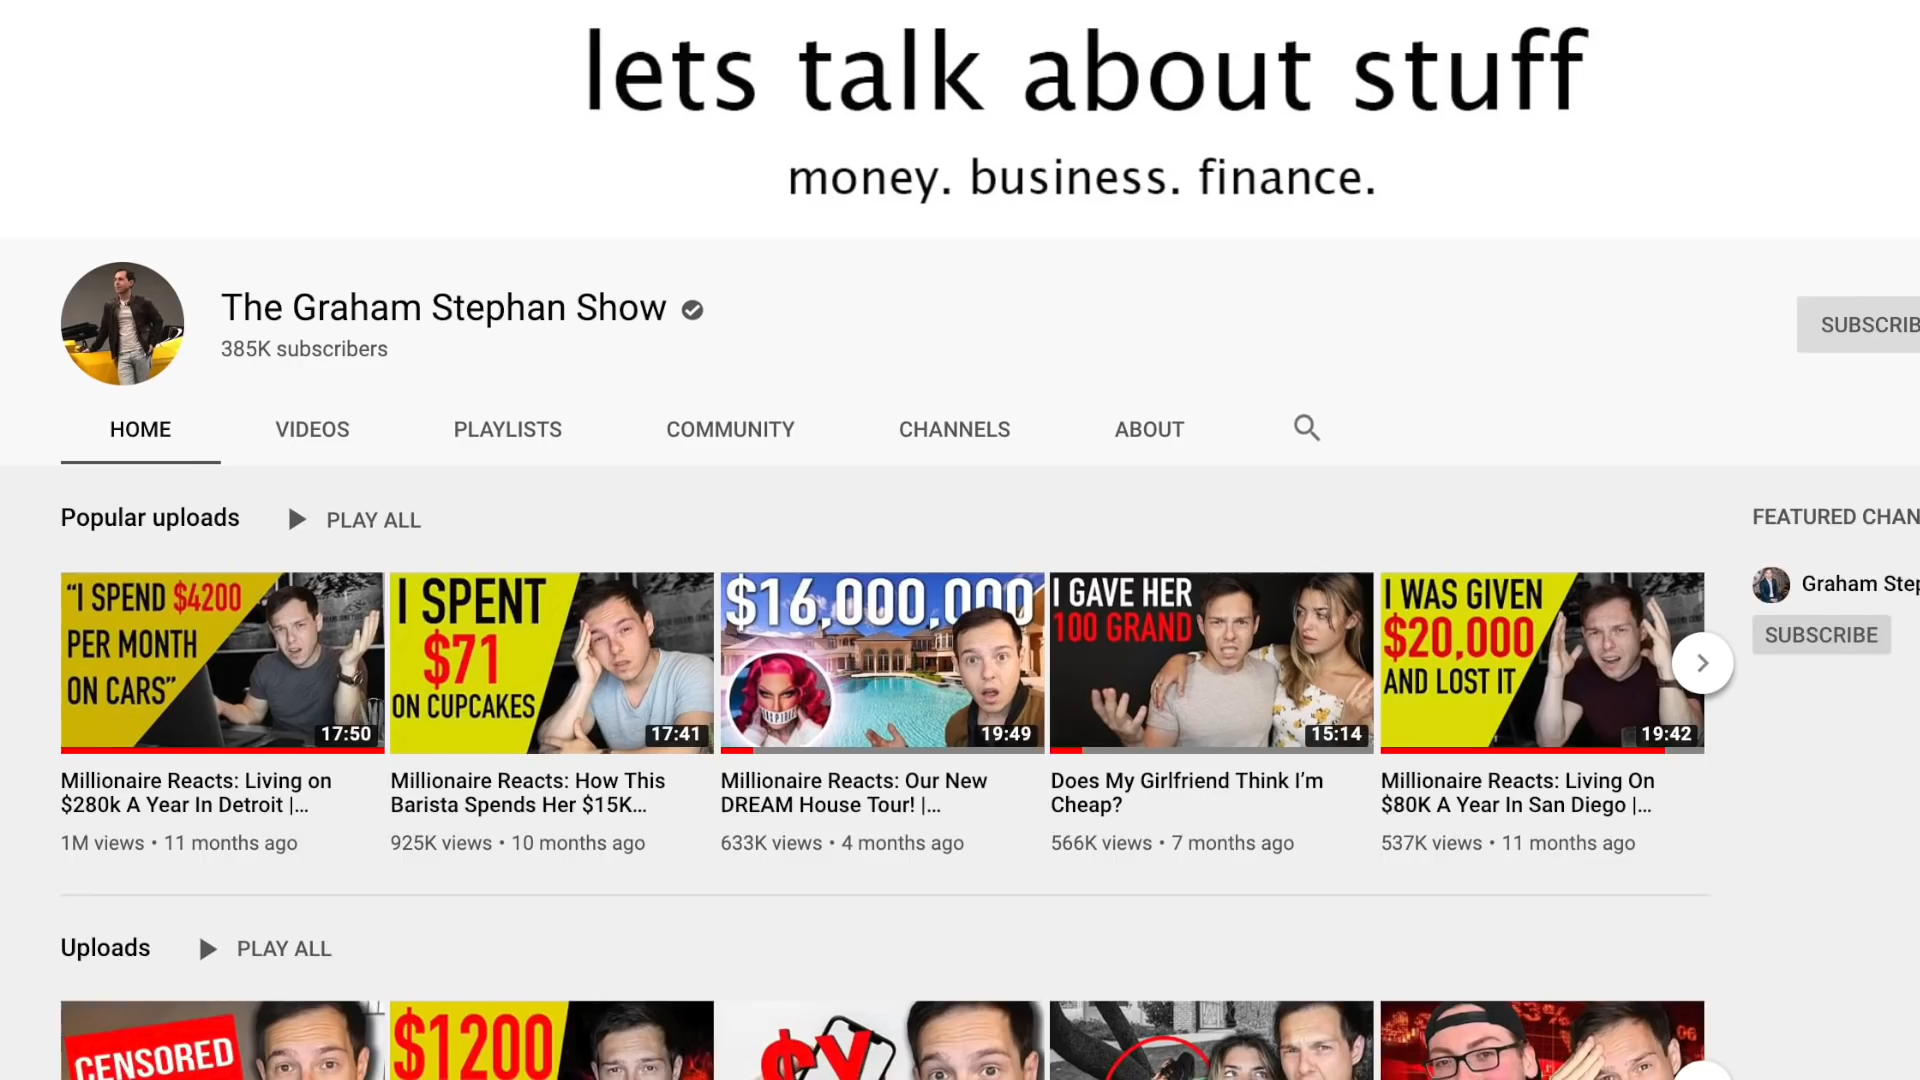 lets talk about stuff
money. business. finance.
The Graham Stephan Show
385K subscribers
SUBSCRIB
HOME
VIDEOS
PLAYLISTS
COMMUNITY
CHANNELS
ABOUT
Popular uploads
PLAY ALL
FEATURED CHAN
Graham Step
SUBSCRIBE
"I SPEND $4200
PER MONTH
ON CARS"
17:50
I SPENT
$71
ON CUPCAKES
17:41
$16,000,000
19:49
I GAVE HER
100 GRAND
15:14
I WAS GIVEN
$20,000
AND LOST IT
19:42
Millionaire Reacts: Living on
$280k A Year In Detroit |...
1M views • 11 months ago
Millionaire Reacts: How This
Barista Spends Her $15K...
925K views • 10 months ago
Millionaire Reacts: Our New
DREAM House Tour! |...
633K views • 4 months ago
Does My Girlfriend Think I’m
Cheap?
566K views • 7 months ago
Millionaire Reacts: Living On
$80K A Year In San Diego |...
537K views • 11 months ago
Uploads
PLAY ALL
CENSORED
$1200